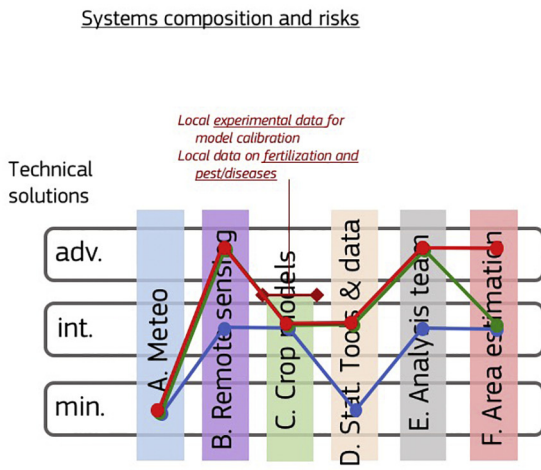 Systems composition and risks
Local experimental data for
model calibration
Local data on fertilization and
pest/diseases
Technical
solutions
adv.
int.
min.
A. Meteo
B. Remote sensing
C. Crop models
D. Stat. Toos & data
E. Analysis team
F. Area estimation